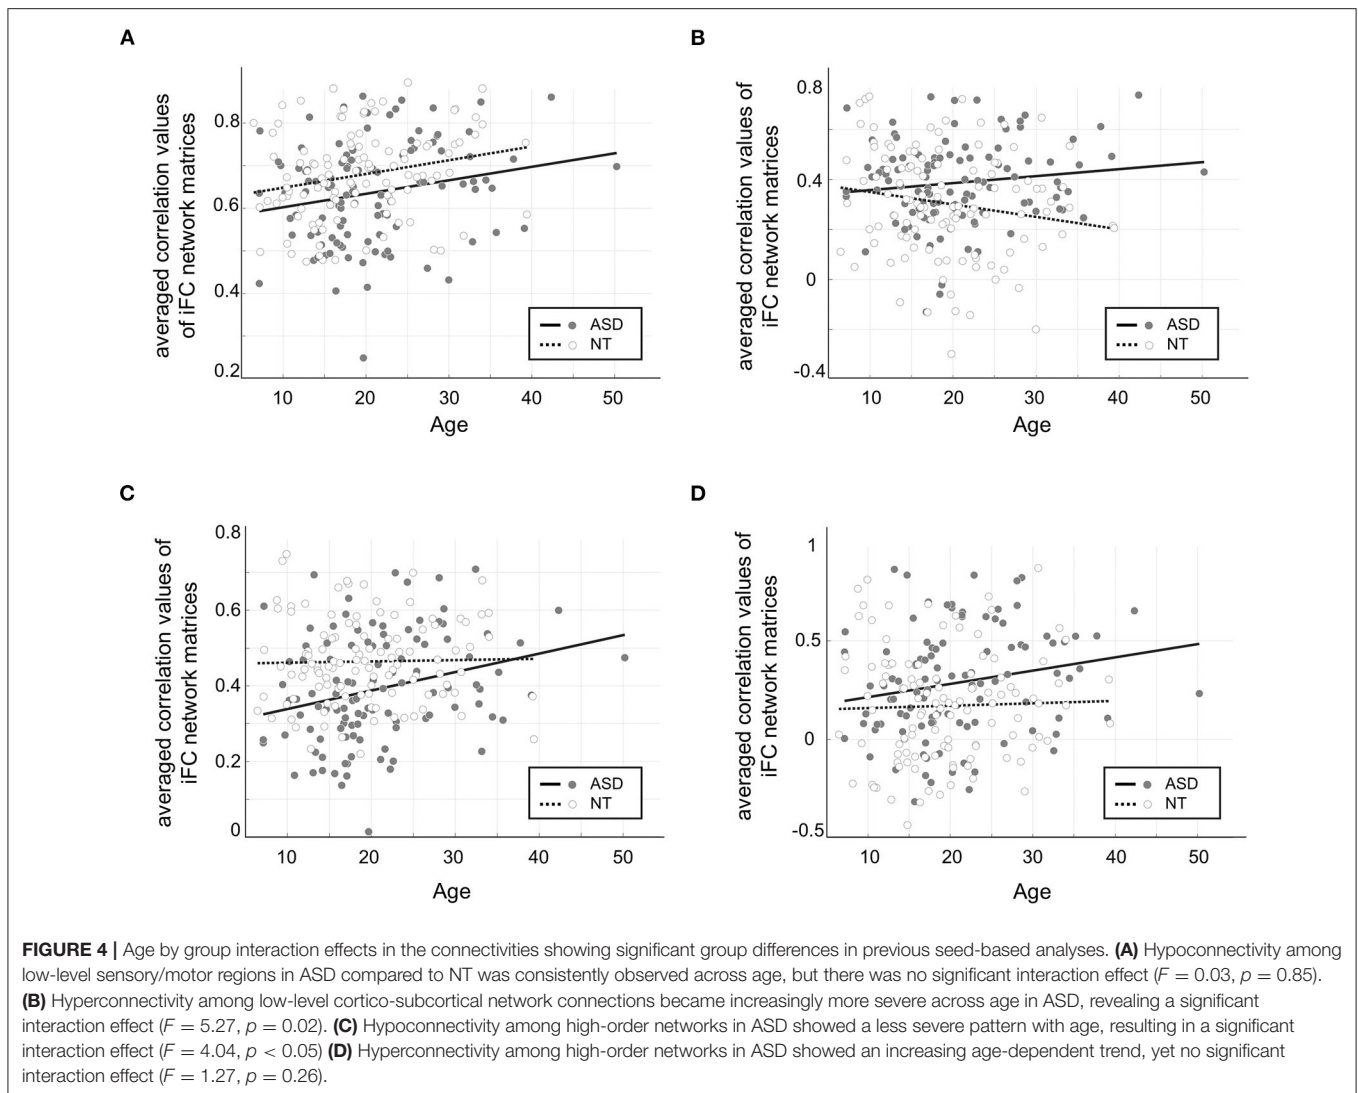 A
averaged correlation values
of iFC network matrices
0.8
0.6
0.4
0.2
10 20 30 40 50
Age
ASD
NT
B
averaged correlation values of
iFC network matrices
0.8
0.4
0
-0.4
10 20 30 40 50
Age
ASD
NT
C
averaged correlation values of
iFC network matrices
0.8
0.6
0.4
0.2
0
10 20 30 40 50
Age
ASD
NT
D
averaged correlation values of
iFC network matrices
1
0.5
0
-0.5
10 20 30 40 50
Age
ASD
NT
FIGURE 4 | Age by group interaction effects in the connectivities showing significant group differences in previous seed-based analyses. (A) Hypoconnectivity among
low-level sensory/motor regions in ASD compared to NT was consistently observed across age, but there was no significant interaction effect (F = 0.03, p = 0.85).
(B) Hyperconnectivity among low-level cortico-subcortical network connections became increasingly more severe across age in ASD, revealing a significant
interaction effect (F = 5.27, p = 0.02). (C) Hypoconnectivity among high-order networks in ASD showed a less severe pattern with age, resulting in a significant
interaction effect (F = 4.04, p < 0.05) (D) Hyperconnectivity among high-order networks in ASD showed an increasing age-dependent trend, yet no significant
interaction effect (F = 1.27, p = 0.26).